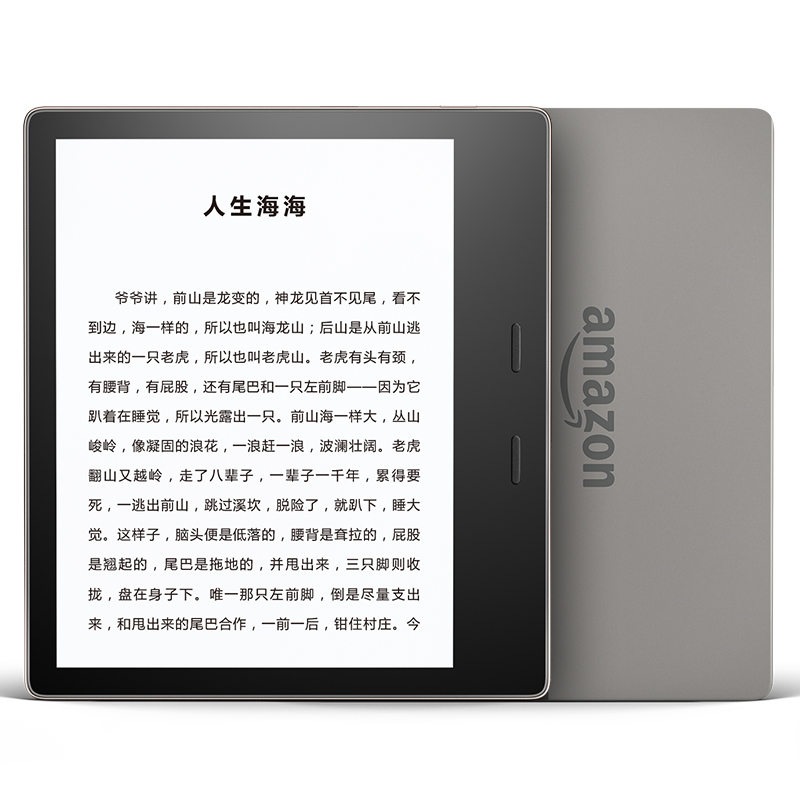 人生海海
爷爷讲，前山是龙变的，神龙见首不见尾，看不
到边，海一样的，所以也叫海龙山；后山是从前山逃
出来的一只老虎，所以也叫老虎山。老虎有头有颈，
有腰背，有屁股，还有尾巴和一只左前脚——因为它
趴着在睡觉，所以光露出一只。前山海一样大，丛山
峻岭，像凝固的浪花，一浪赶一浪，波澜壮阔。老虎
翻山又越岭，走了八辈子，一辈子一千年，累得要
死，一逃出前山，跳过溪坎，脱险了，就趴下，睡大
觉。这样子，脑头便是低落的，腰背是耷拉的，屁股
是翘起的，尾巴是拖地的，并甩出来，三只脚则收
拢，盘在身子下。唯一那只左前脚，倒是尽量支出
来，和甩出来的尾巴合作，一前一后，钳住村庄。今
amazon